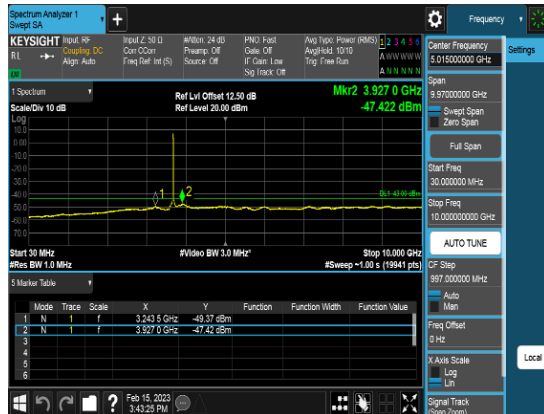 Spectrum Analyzer 1
Swept SA
+
Frequency
KEYSIGHT
Input: RF
Input Z: 50 Ω
#Atten: 24 dB
PNO: Fast
Avg Type: Power (RMS)
1 2 3 4 5 6
RL
Coupling: DC
Corr CCorr
Preamp: Off
Gate: Off
Avg|Hold: 10/10
A W W W W W
Align: Auto
Freq Ref: Int (S)
Source: Off
IF Gain: Low
Trig: Free Run
Sig Track: Off
A N N N N N
1 Spectrum
Ref Lvl Offset 12.50 dB
Mkr2 3.927 0 GHz
Scale/Div 10 dB
Ref Level 20.00 dBm
-47.422 dBm
Log
10.0
0.00
-10.0
-20.0
-30.0
-40.0
-50.0
-60.0
-70.0
1
2
DL1 -43.00 dBm
Start 30 MHz
#Video BW 3.0 MHz*
Stop 10.000 GHz
#Res BW 1.0 MHz
#Sweep ~1.00 s (19941 pts)
5 Marker Table
Mode Trace Scale X Y Function Function Width Function Value
1 N 1 f 3.243 5 GHz -49.37 dBm
2 N 1 f 3.927 0 GHz -47.42 dBm
3
4
5
6
?
Feb 15, 2023
3:43:25 PM
Center Frequency
5.015000000 GHz
Settings
Span
9.97000000 GHz
Swept Span
Zero Span
Full Span
Start Freq
30.000000 MHz
Stop Freq
10.000000000 GHz
AUTO TUNE
CF Step
997.000000 MHz
Auto
Man
Freq Offset
0 Hz
X Axis Scale
Log
Lin
Local
Signal Track
(Span Zoom)